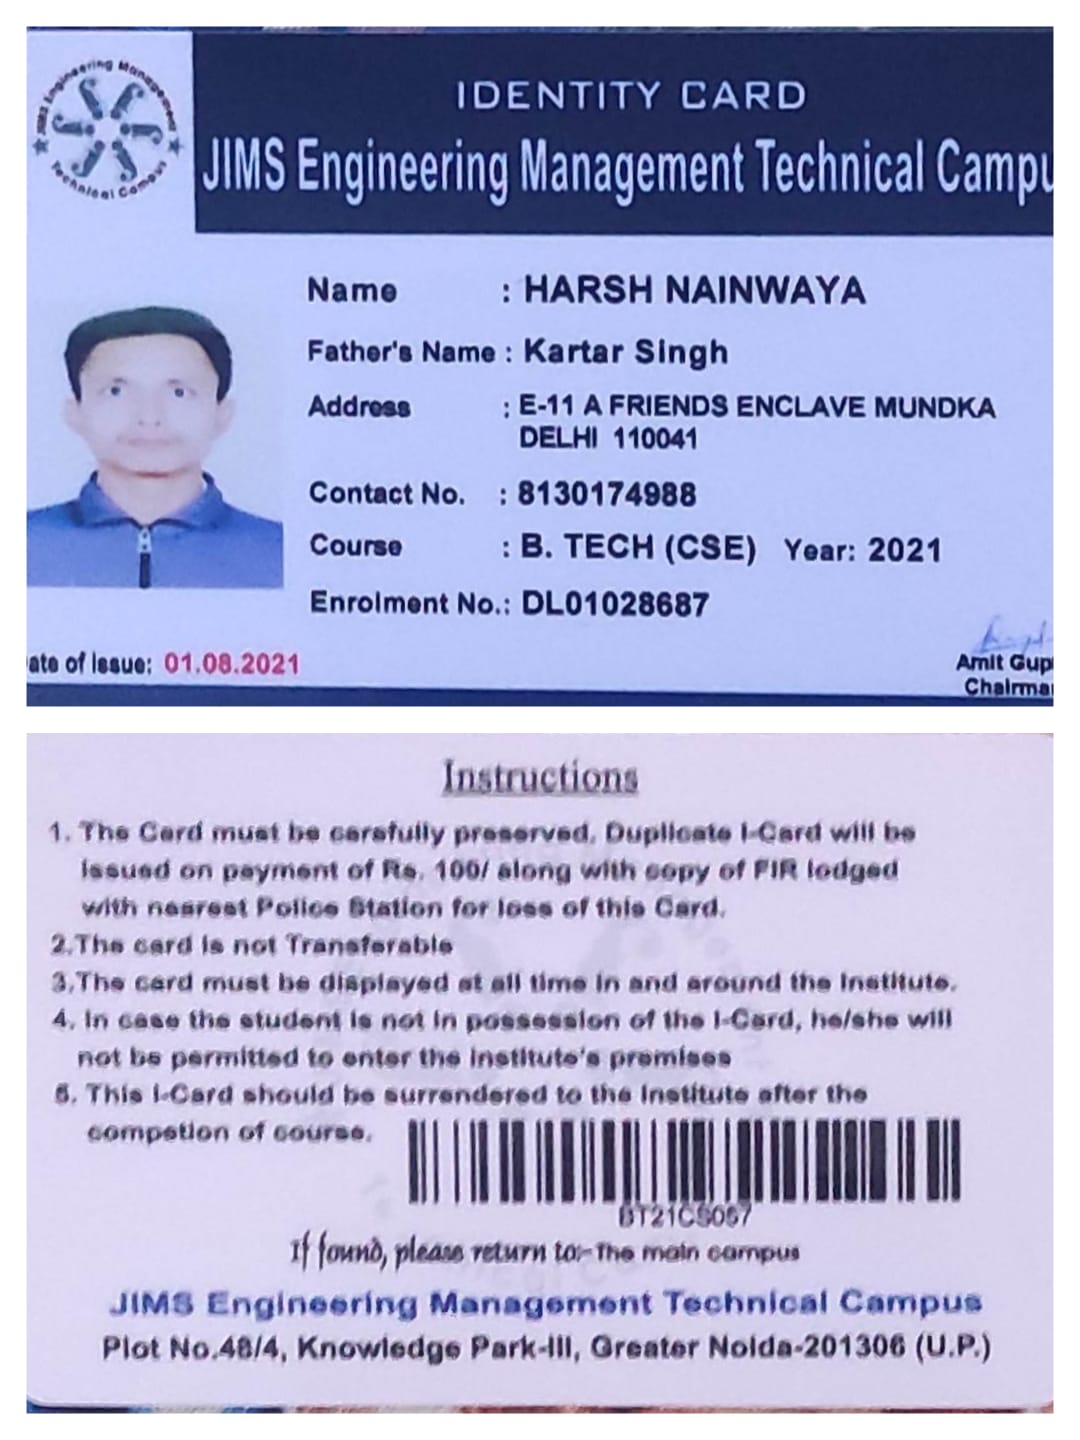 JIMS Engineering Management
Technical Campus
IDENTITY CARD
JIMS Engineering Management Technical Campu
Name : HARSH NAINWAYA
Father's Name : Kartar Singh
Address : E-11 A FRIENDS ENCLAVE MUNDKA
DELHI 110041
Contact No. : 8130174988
Course : B. TECH (CSE) Year: 2021
Enrolment No.: DL01028687
ate of Issue: 01.08.2021
Amit Gup
Chairma
Instructions
1. The Card must be carefully preserved, Duplicate I-Card will be
issued on payment of Rs. 100/ along with copy of FIR lodged
with nearest Police Station for loss of this Card.
2.The card is not Transferable
3.The card must be displayed at all time in and around the Institute.
4. In case the student is not in possession of the I-Card, he/she will
not be permitted to enter the institute's premises
5. This I-Card should be surrendered to the Institute after the
competion of course.
BT21CS067
If found, please return to:- The main campus
JIMS Engineering Management Technical Campus
Plot No.48/4, Knowledge Park-III, Greater Noida-201306 (U.P.)